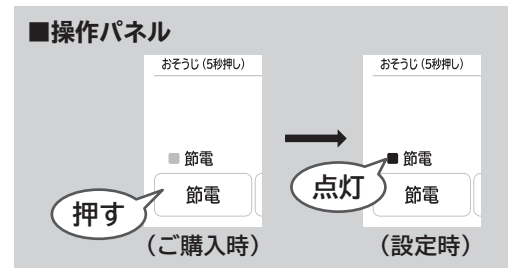 ■操作パネル
おそうじ（5秒押し） おそうじ（5秒押し）
■ 節電 ■ 節電
節電 節電
押す 点灯
（ご購入時） （設定時）